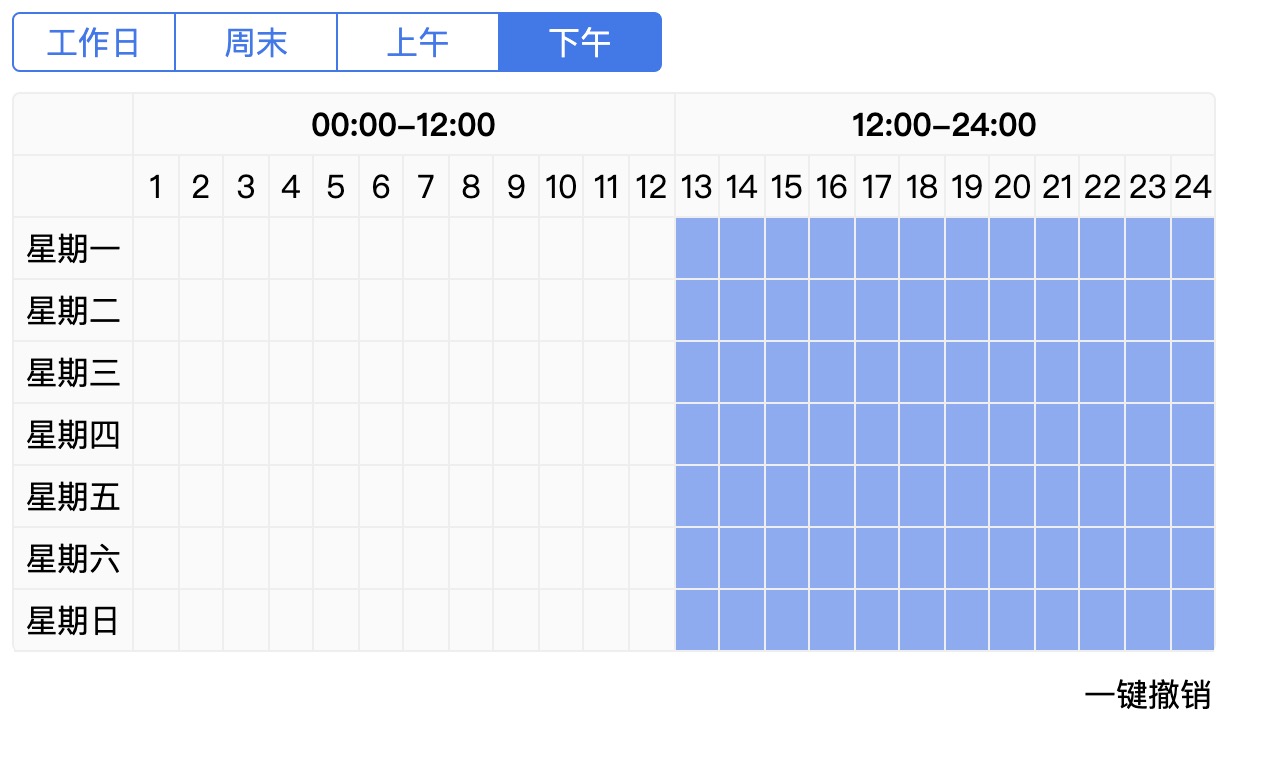 工作日 周末 上午 下午
00:00–12:00 12:00–24:00
1 2 3 4 5 6 7 8 9 10 11 12 13 14 15 16 17 18 19 20 21 22 23 24
星期一
星期二
星期三
星期四
星期五
星期六
星期日
一键撤销